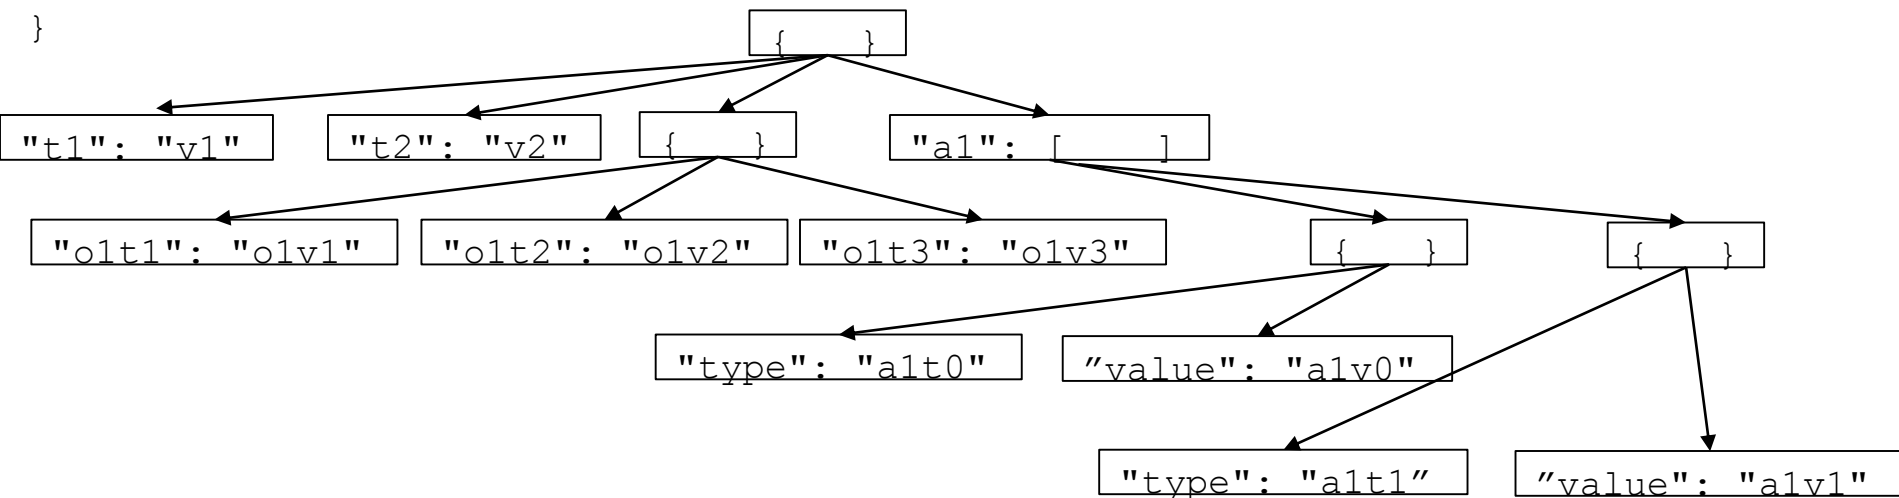 }
{ }
"t1": "v1"
"t2": "v2"
{ }
"a1": [ ]
"o1t1": "o1v1"
"o1t2": "o1v2"
"o1t3": "o1v3"
{ }
{ }
"type": "a1t0"
”value": "a1v0"
"type": "a1t1”
”value": "a1v1"